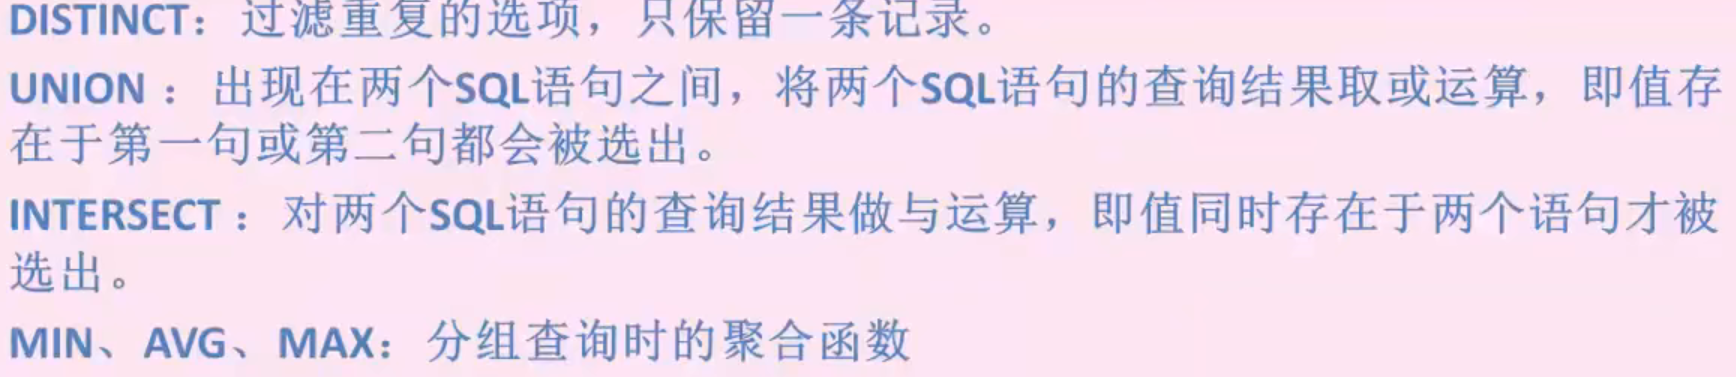 DISTINCT：过滤重复的选项，只保留一条记录。
UNION ：出现在两个SQL语句之间，将两个SQL语句的查询结果取或运算，即值存
在于第一句或第二句都会被选出。
INTERSECT ：对两个SQL语句的查询结果做与运算，即值同时存在于两个语句才被
选出。
MIN、AVG、MAX：分组查询时的聚合函数